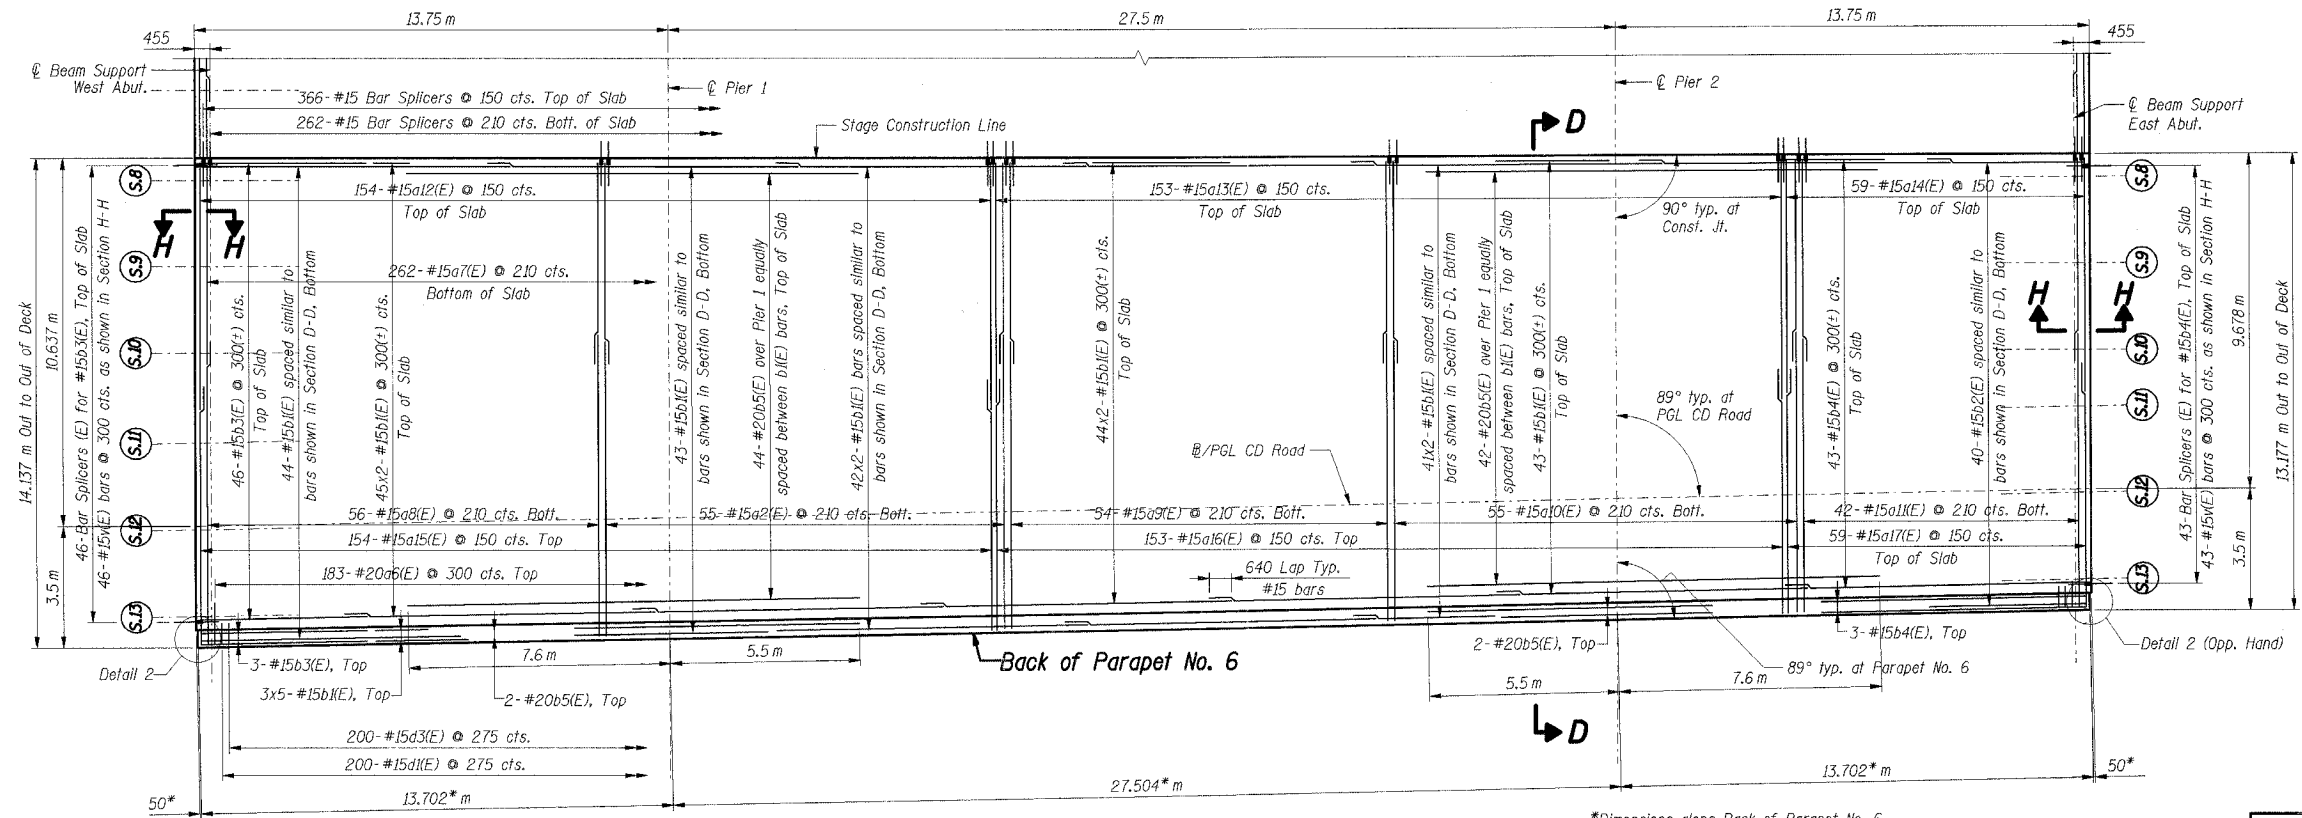 13.75 m
27.5 m
13.75 m
455
455
℄ Beam Support
West Abut.
℄ Pier 1
℄ Pier 2
℄ Beam Support
East Abut.
366-#15 Bar Splicers @ 150 cts. Top of Slab
262-#15 Bar Splicers @ 210 cts. Bott. of Slab
Stage Construction Line
D
S.8
S.8
154-#15a12(E) @ 150 cts.
Top of Slab
153-#15a13(E) @ 150 cts.
Top of Slab
59-#15a14(E) @ 150 cts.
Top of Slab
90° typ. at
Const. Jt.
H
H
S.9
S.9
262-#15a7(E) @ 210 cts.
Bottom of Slab
H
H
14.137 m Out to Out of Deck
10.637 m
3.5 m
46-Bar Splicers (E) for #15b3(E), Top of Slab
46-#15v(E) bars @ 300 cts. as shown in Section H-H
46-#15b3(E) @ 300(±) cts.
Top of Slab
44-#15b1(E) spaced similar to
bars shown in Section D-D, Bottom
45x2-#15b1(E) @ 300(±) cts.
Top of Slab
43-#15b1(E) spaced similar to
bars shown in Section D-D, Bottom
44-#20b5(E) over Pier 1 equally
spaced between b1(E) bars, Top of Slab
42x2-#15b1(E) bars spaced similar to
bars shown in Section D-D, Bottom
44x2-#15b1(E) @ 300(±) cts.
Top of Slab
41x2-#15b1(E) spaced similar to
bars shown in Section D-D, Bottom
42-#20b5(E) over Pier 1 equally
spaced between b1(E) bars, Top of Slab
43-#15b1(E) @ 300(±) cts.
Top of Slab
43-#15b4(E) @ 300(±) cts.
Top of Slab
40-#15b2(E) spaced similar to
bars shown in Section D-D, Bottom
43-Bar Splicers (E) for #15b4(E), Top of Slab
43-#15v(E) bars @ 300 cts. as shown in Section H-H
9.678 m
3.5 m
13.177 m Out to Out of Deck
S.10
S.10
S.11
S.11
89° typ. at
PGL CD Road
B/PGL CD Road
S.12
S.12
56-#15a8(E) @ 210 cts. Bott.
55-#15a2(E) @ 210 cts. Bott.
54-#15a9(E) @ 210 cts. Bott.
55-#15a10(E) @ 210 cts. Bott.
42-#15a11(E) @ 210 cts. Bott.
154-#15a15(E) @ 150 cts. Top
153-#15a16(E) @ 150 cts. Top
59-#15a17(E) @ 150 cts.
Top of Slab
183-#20a6(E) @ 300 cts. Top
640 Lap Typ.
#15 bars
S.13
S.13
Detail 2
3-#15b3(E), Top
3x5-#15b1(E), Top
2-#20b5(E), Top
7.6 m
5.5 m
Back of Parapet No. 6
2-#20b5(E), Top
3-#15b4(E), Top
Detail 2 (Opp. Hand)
89° typ. at Parapet No. 6
5.5 m
7.6 m
D
200-#15d3(E) @ 275 cts.
200-#15d1(E) @ 275 cts.
50*
13.702* m
27.504* m
13.702* m
50*
*Dimensions along Back of Parapet No. 6